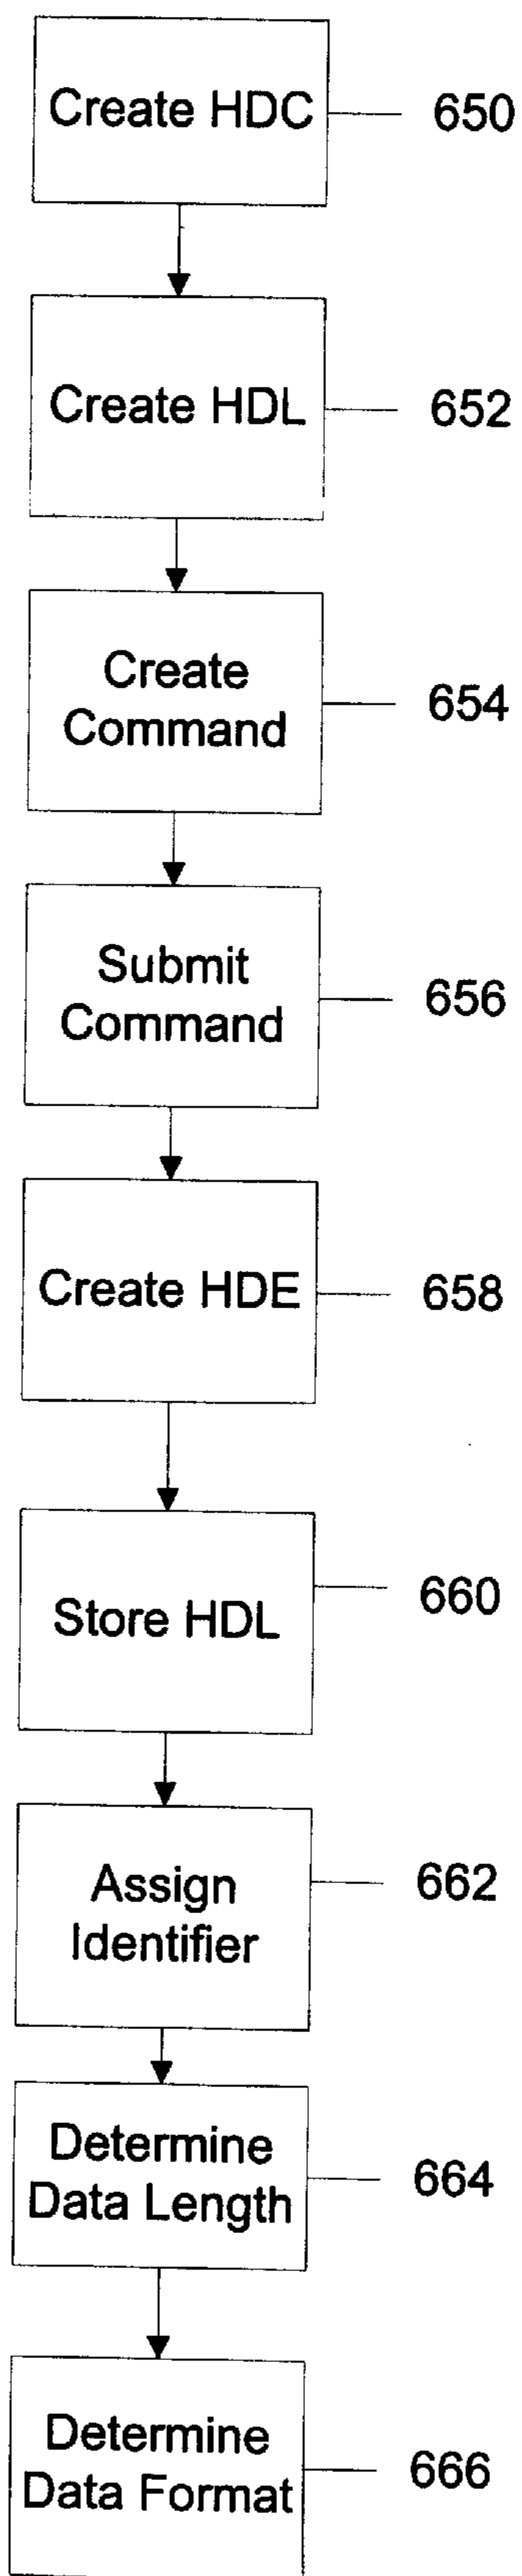 Create HDC
650
Create HDL
652
Create
Command
654
Submit
Command
656
Create HDE
658
Store HDL
660
Assign
Identifier
662
Determine
Data Length
664
Determine
Data Format
666